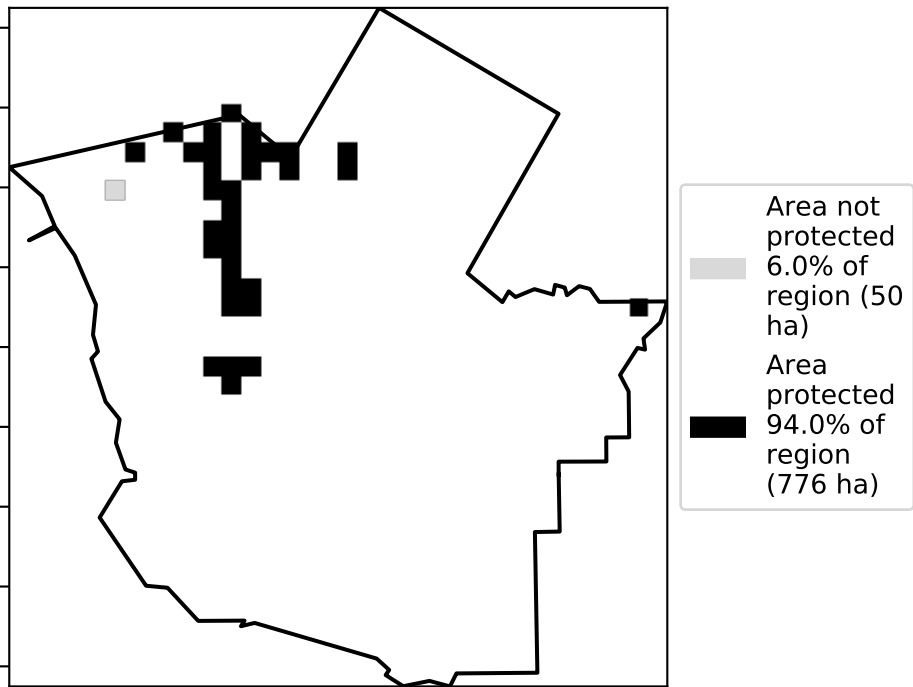 Area not
protected
6.0% of
region (50
ha)
Area
protected
94.0% of
region
(776 ha)